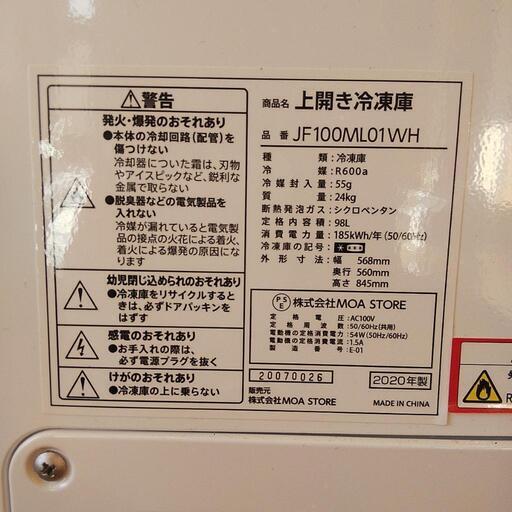 ⚠警告
発火・爆発のおそれあり
●本体の冷却回路(配管)を
傷つけない
冷却器についた霜は、刃物
やアイスピックなど、鋭利な
金属で取らない
●脱臭器などの電気製品を
入れない
冷媒が漏れていると電気製
品の接点の火花による着火、
着火による爆発の原因にな
ります。
幼児閉じ込められのおそれあり
●冷凍庫をリサイクルすると
きは、必ずドアパッキンを
はずす
感電のおそれあり
●お手入れの際は、
必ず電源プラグを抜く
けがのおそれあり
●冷凍庫の上に乗らない
商品名 上開き冷凍庫
品番 JF100ML01WH
種類:冷凍庫
冷媒:R600a
冷媒封入量:55g
質量:24kg
断熱発泡ガス:シクロペンタン
定格内容積:98L
消費電力量:185kWh/年(50/60Hz)
冷凍庫の記号:
外形寸法 幅 568mm
奥行 560mm
高さ 845mm
PSE 株式会社MOA STORE
定格電圧:AC100V
定格周波数:50/60Hz(共用)
電動機の定格消費電力:54W(50Hz/60Hz)
電動機の定格消費電流:1.5A
製造番号:E-01
20070026
2020年製
販売元
株式会社MOA STORE
MADE IN CHINA